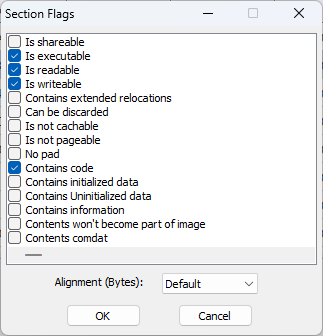 Section Flags
Is shareable
Is executable
Is readable
Is writeable
Contains extended relocations
Can be discarded
Is not cachable
Is not pageable
No pad
Contains code
Contains initialized data
Contains Uninitialized data
Contains information
Contents won't become part of image
Contents comdat
Alignment (Bytes): Default
OK Cancel